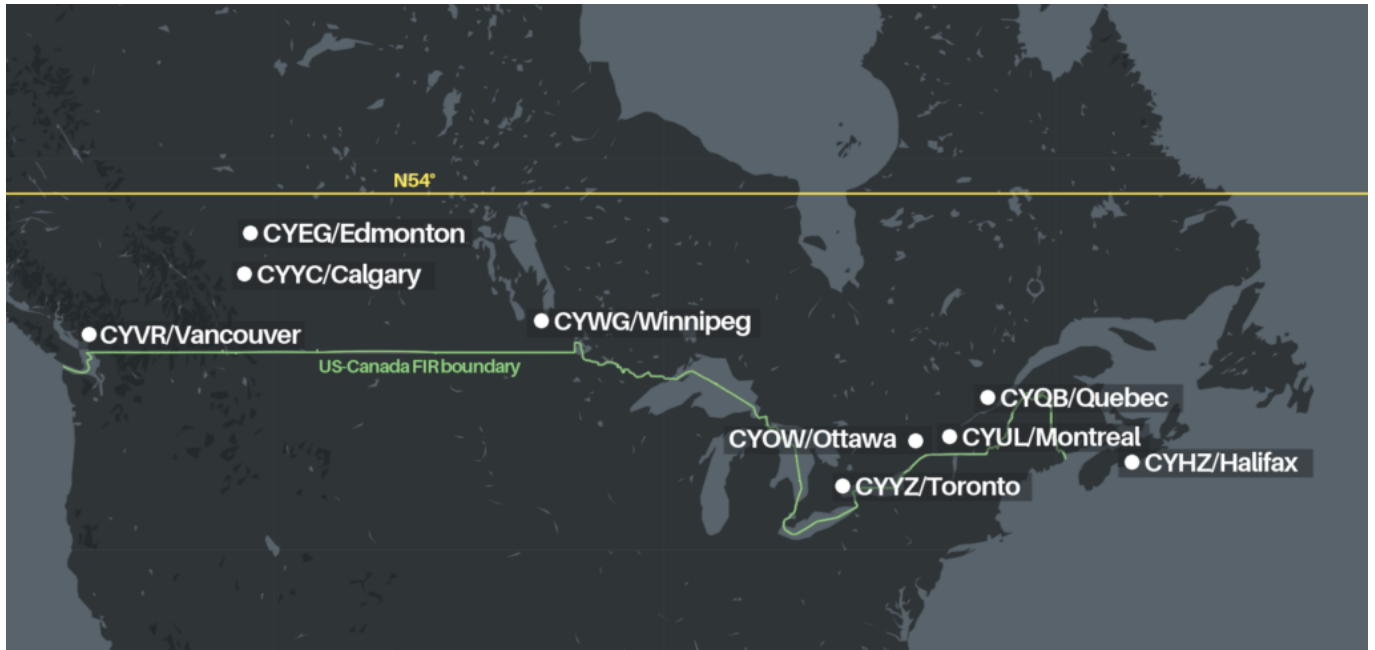 N54°
CYEG/Edmonton
CYYC/Calgary
CYWG/Winnipeg
CYVR/Vancouver
US-Canada FIR boundary
CYQB/Quebec
CYOW/Ottawa
CYUL/Montreal
CYHZ/Halifax
CYYZ/Toronto